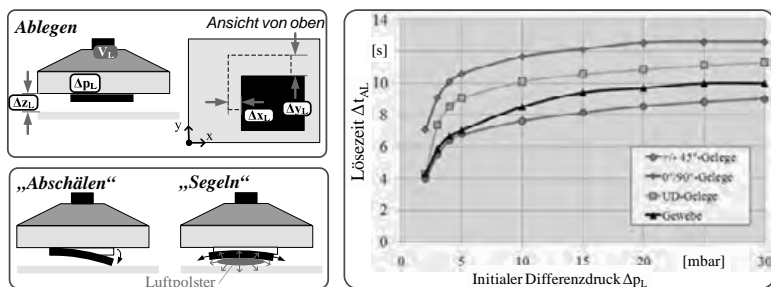 Ablegen
Ansicht von oben
V_L
Δp_L
Δz_L
Δx_L
Δy_L
y
x
„Abschälen“
„Segeln“
Luftpolster
Lösezeit Δt_AL
14
[s]
10
8
6
4
2
0
0
5
10
15
20
[mbar]
30
Initialer Differenzdruck Δp_L
+/- 45°-Gelege
0°/90°-Gelege
UD-Gelege
Gewebe